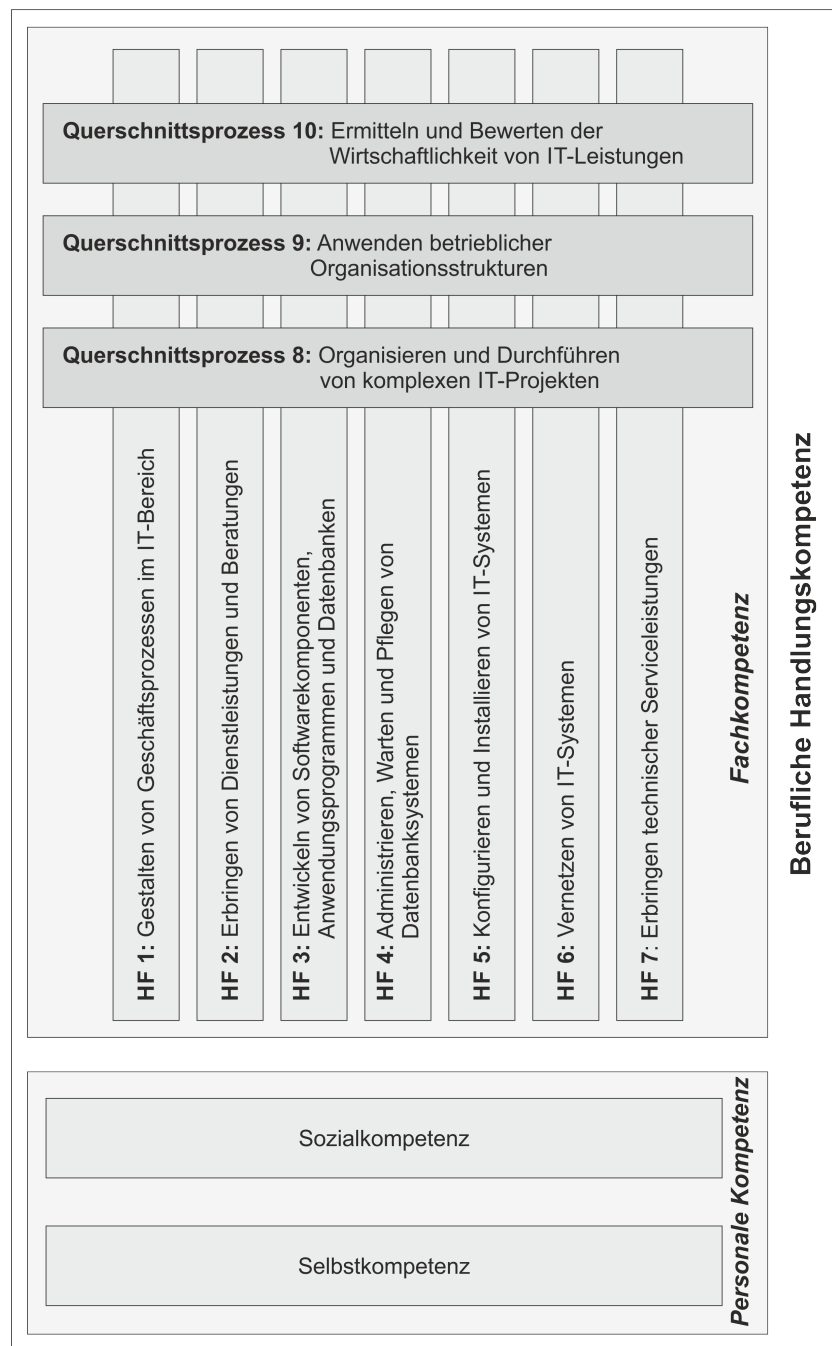 Querschnittsprozess 10: Ermitteln und Bewerten der
Wirtschaftlichkeit von IT-Leistungen
Querschnittsprozess 9: Anwenden betrieblicher
Organisationsstrukturen
Querschnittsprozess 8: Organisieren und Durchführen
von komplexen IT-Projekten
HF 1: Gestalten von Geschäftsprozessen im IT-Bereich
HF 2: Erbringen von Dienstleistungen und Beratungen
HF 3: Entwickeln von Softwarekomponenten,
Anwendungsprogrammen und Datenbanken
HF 4: Administrieren, Warten und Pflegen von
Datenbanksystemen
HF 5: Konfigurieren und Installieren von IT-Systemen
HF 6: Vernetzen von IT-Systemen
HF 7: Erbringen technischer Serviceleistungen
Fachkompetenz
Berufliche Handlungskompetenz
Sozialkompetenz
Selbstkompetenz
Personale Kompetenz